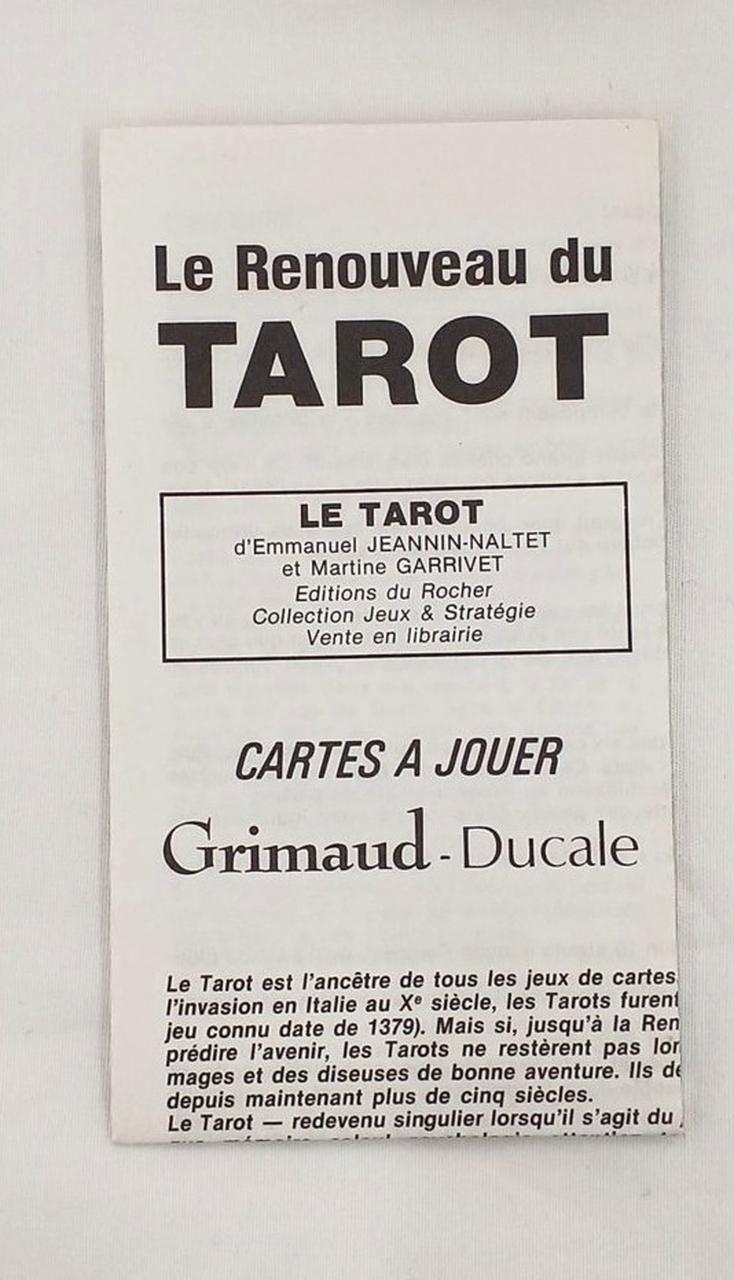 Le Renouveau du
TAROT
LE TAROT
d'Emmanuel JEANNIN-NALTET
et Martine GARRIVET
Editions du Rocher
Collection Jeux & Stratégie
Vente en librairie
CARTES A JOUER
Grimaud - Ducale
Le Tarot est l'ancêtre de tous les jeux de cartes
l'invasion en Italie au Xe siècle, les Tarots furent
jeu connu date de 1379). Mais si, jusqu'à la Ren
prédire l'avenir, les Tarots ne restèrent pas lon
mages et des diseuses de bonne aventure. Ils de
depuis maintenant plus de cinq siècles.
Le Tarot — redevenu singulier lorsqu'il s'agit du